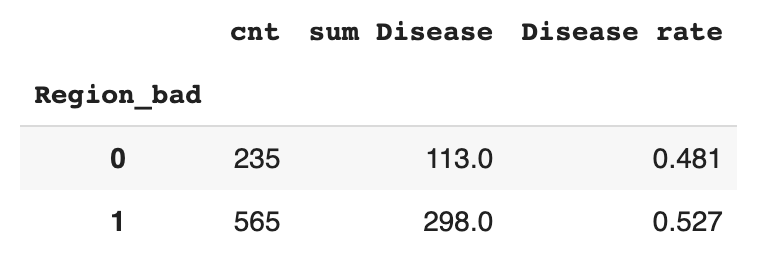 cnt sum Disease Disease rate
Region_bad
0 235 113.0 0.481
1 565 298.0 0.527